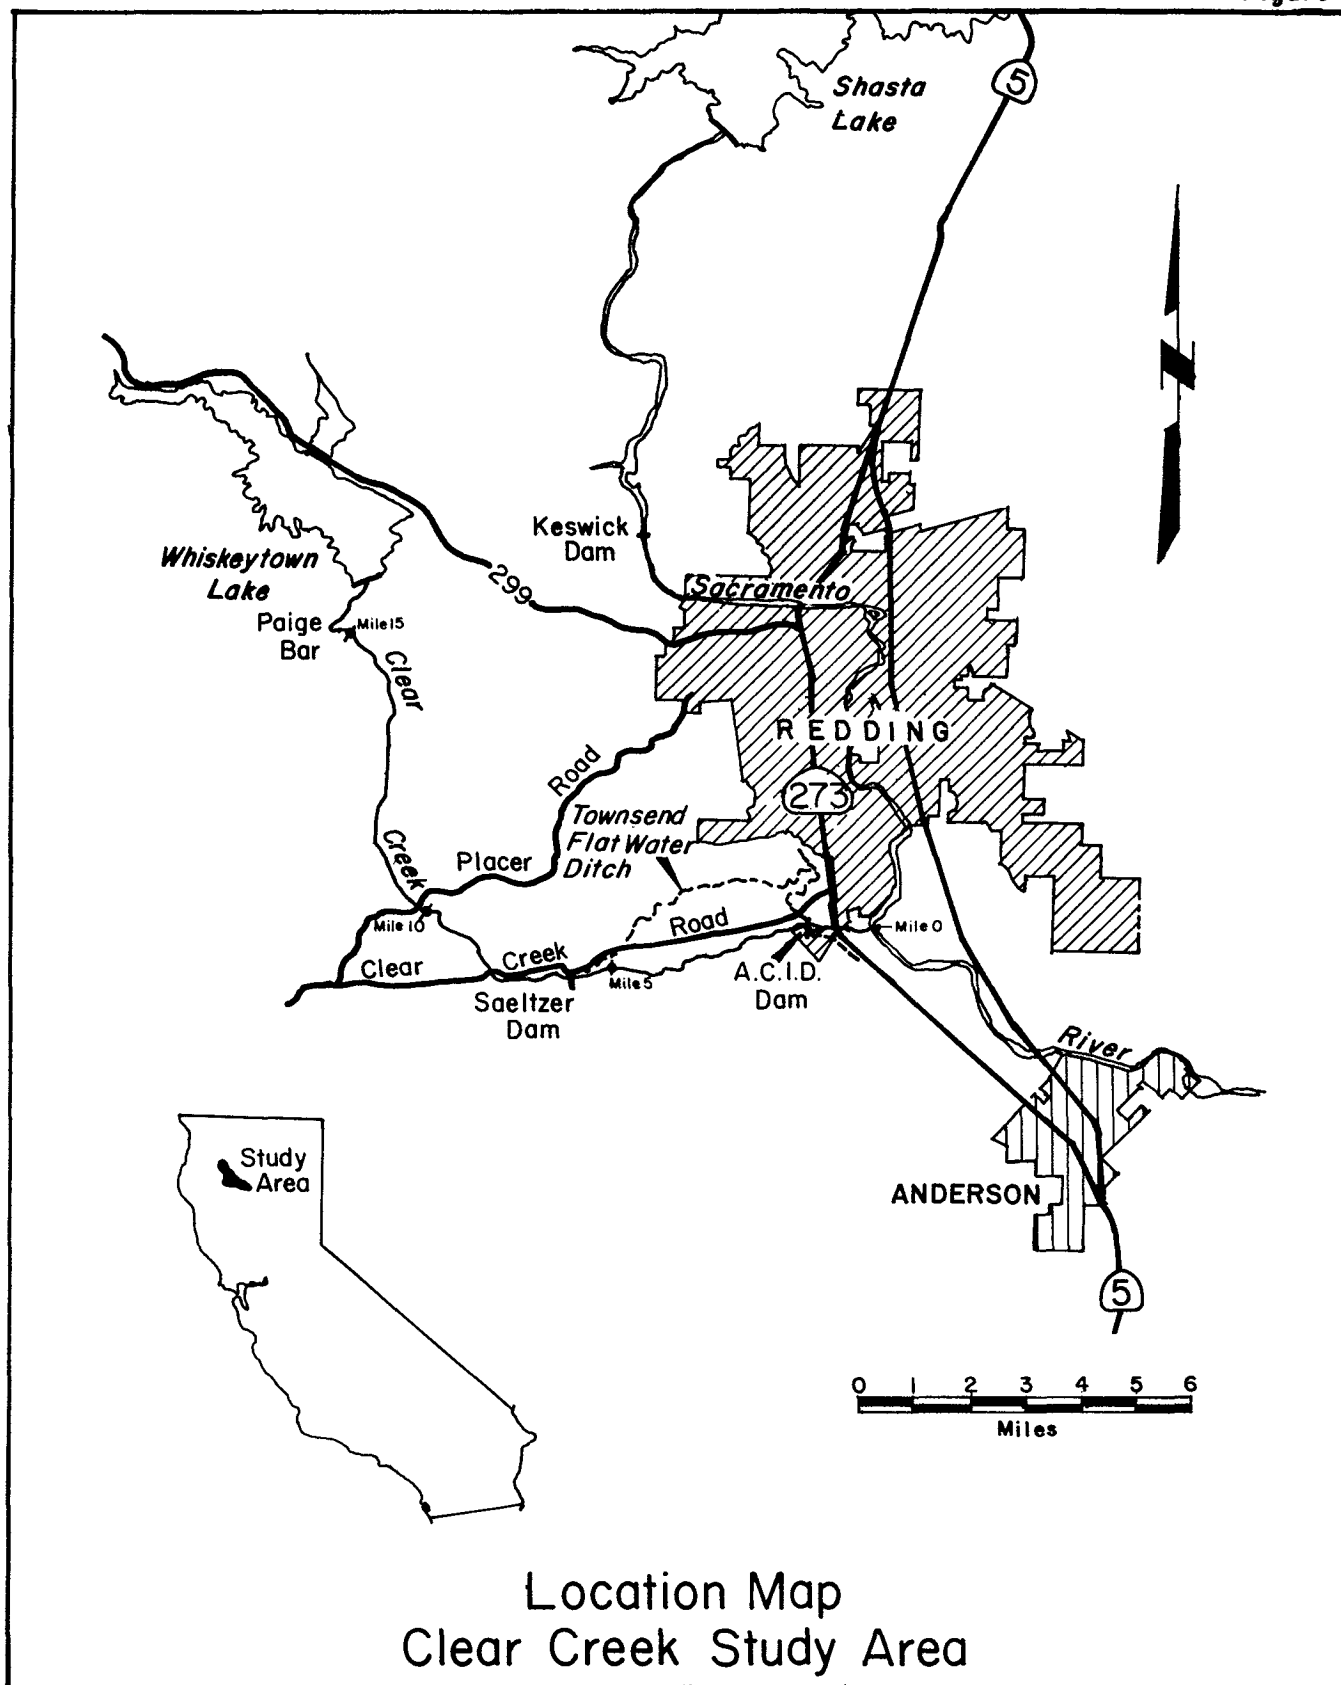 Shasta
Lake
5
Keswick
Dam
Whiskeytown
Lake
299
Sacramento
Paige
Bar
Mile 15
Clear
Creek
REDDING
273
Road
Placer
Townsend
Flat Water
Ditch
Mile 10
Road
Mile 0
Clear
Creek
Mile 5
A.C.I.D.
Dam
Saeltzer
Dam
River
Study
Area
ANDERSON
5
0 1 2 3 4 5 6
Miles
Location Map
Clear Creek Study Area